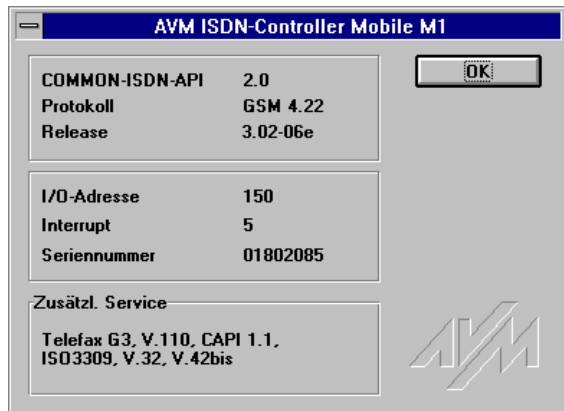 AVM ISDN-Controller Mobile M1
COMMON-ISDN-API 2.0
Protokoll GSM 4.22
Release 3.02-06e
OK
I/O-Adresse 150
Interrupt 5
Seriennummer 01802085
Zusätzl. Service
Telefax G3, V.110, CAPI 1.1,
ISO3309, V.32, V.42bis
AVM